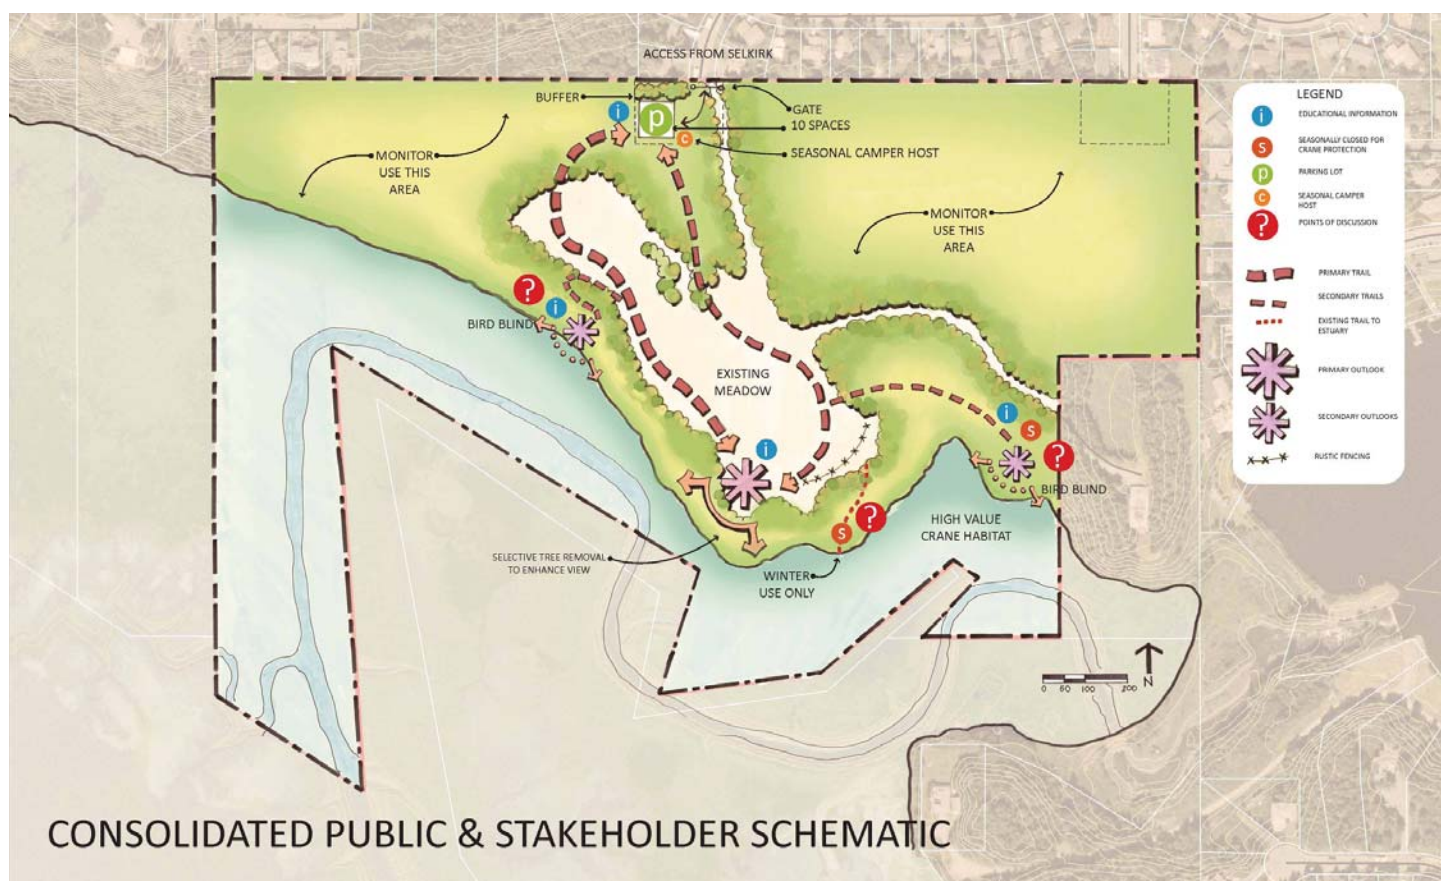 ACCESS FROM SELKIRK
BUFFER
i
p
c
GATE
10 SPACES
SEASONAL CAMPER HOST
MONITOR
USE THIS
AREA
MONITOR
USE THIS
AREA
?
i
BIRD BLIND
EXISTING
MEADOW
i
i
s
?
BIRD BLIND
s
?
HIGH VALUE
CRANE HABITAT
SELECTIVE TREE REMOVAL
TO ENHANCE VIEW
WINTER
USE ONLY
0 50 100 200
N
LEGEND
i EDUCATIONAL INFORMATION
s SEASONALLY CLOSED FOR
CRANE PROTECTION
p PARKING LOT
c SEASONAL CAMPER
HOST
? POINTS OF DISCUSSION
PRIMARY TRAIL
SECONDARY TRAILS
EXISTING TRAIL TO
ESTUARY
PRIMARY OUTLOOK
SECONDARY OUTLOOKS
RUSTIC FENCING
CONSOLIDATED PUBLIC & STAKEHOLDER SCHEMATIC